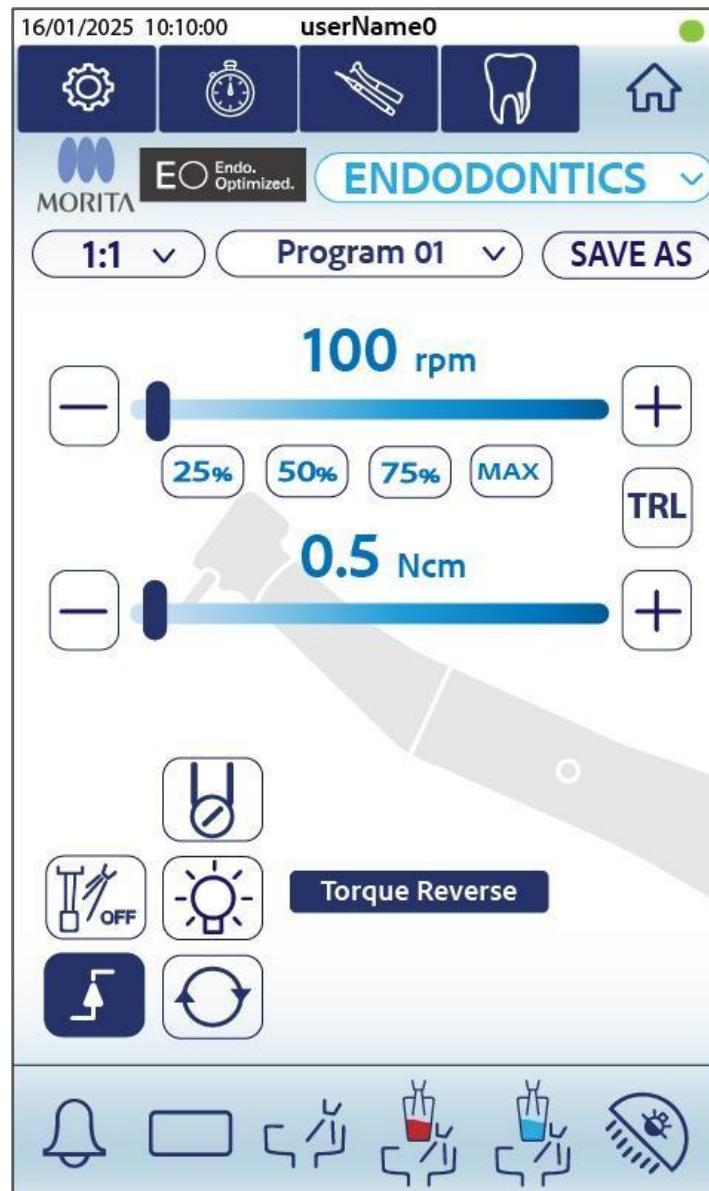 16/01/2025 10:10:00 userName0
MORITA
EO Endo. Optimized.
ENDODONTICS
1:1 Program 01 SAVE AS
100 rpm
25% 50% 75% MAX
TRL
0.5 Ncm
OFF
Torque Reverse